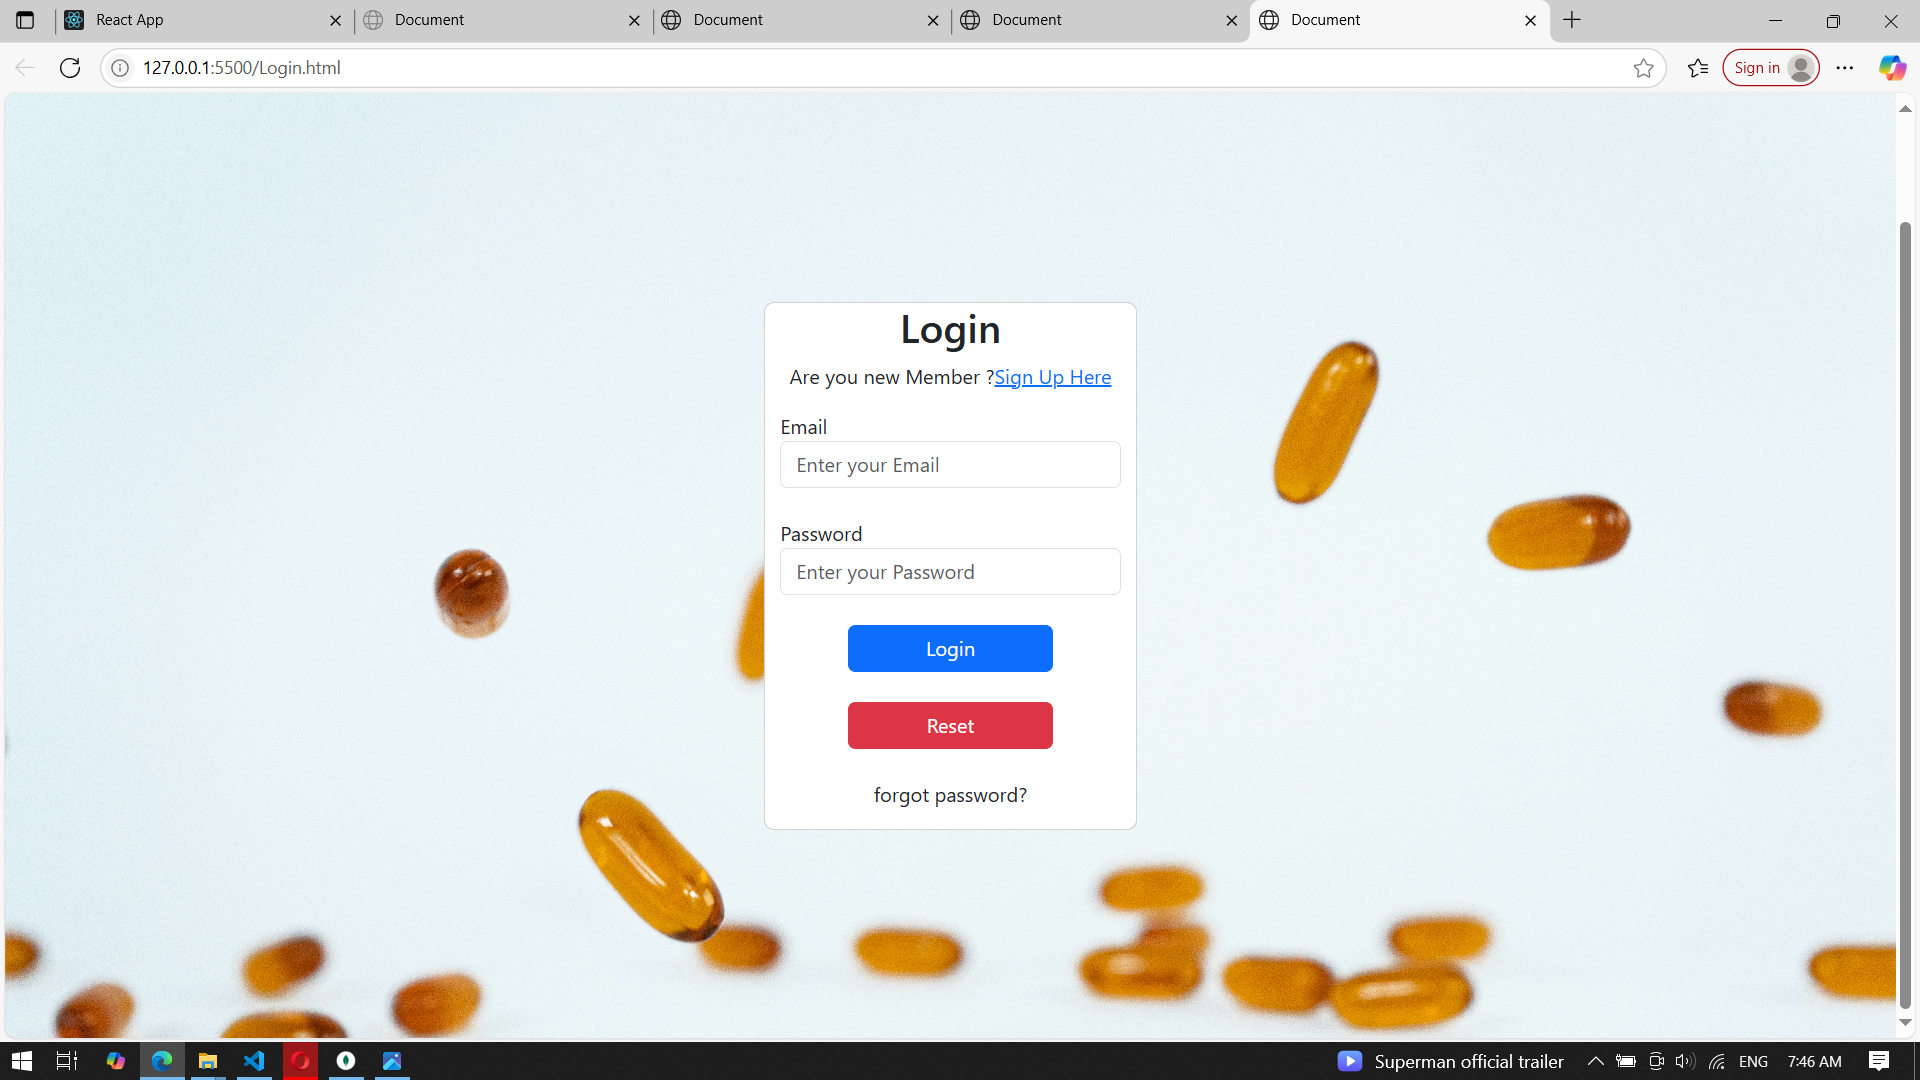 React App
Document
Document
Document
Document
127.0.0.1:5500/Login.html
Sign in
Login
Are you new Member ?Sign Up Here
Email
Enter your Email
Password
Enter your Password
Login
Reset
forgot password?
Superman official trailer
ENG
7:46 AM